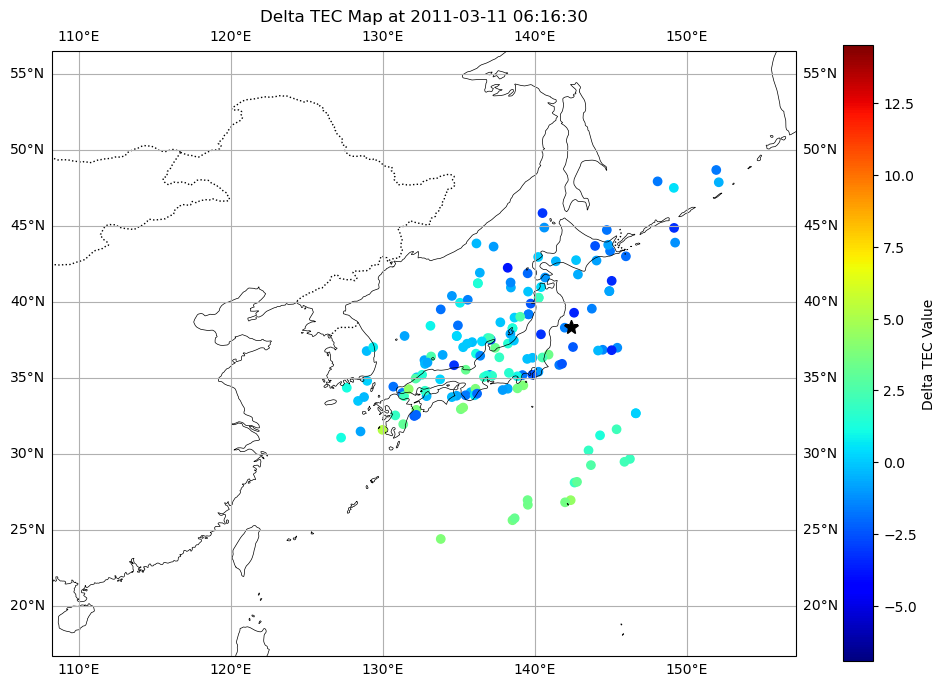 Delta TEC Map at 2011-03-11 06:16:30
110°E 120°E 130°E 140°E 150°E
55°N 55°N 12.5
50°N 50°N 10.0
45°N 45°N 7.5
40°N 40°N 5.0
35°N 35°N 2.5
30°N 30°N 0.0
25°N 25°N −2.5
20°N 20°N −5.0
110°E 120°E 130°E 140°E 150°E
Delta TEC Value